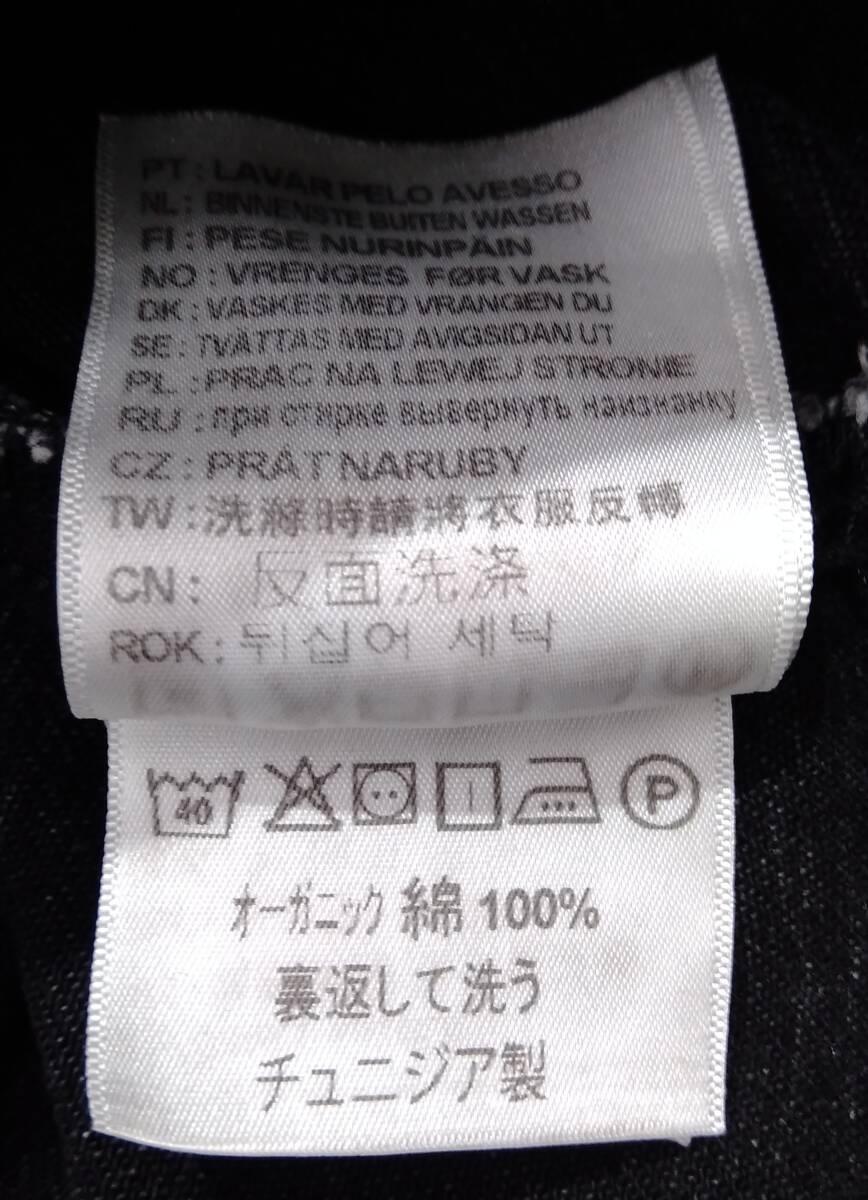 PT : LAVAR PELO AVESSO
NL: BINNENSTE BUITEN WASSEN
FI : PESE NURINPÄIN
NO : VRENGES FØR VASK
DK : VASKES MED VRANGEN DU
SE : TVÄTTAS MED AVIGSIDAN UT
PL : PRAC NA LEWEJ STRONIE
RU : при стирке вывернуть наизнанку
CZ : PRÁT NARUBY
TW : 洗滌時請將衣服反轉
CN : 反面洗涤
ROK : 뒤십어 세탁
40 P
オーガニック 綿 100%
裏返して洗う
チュニジア製